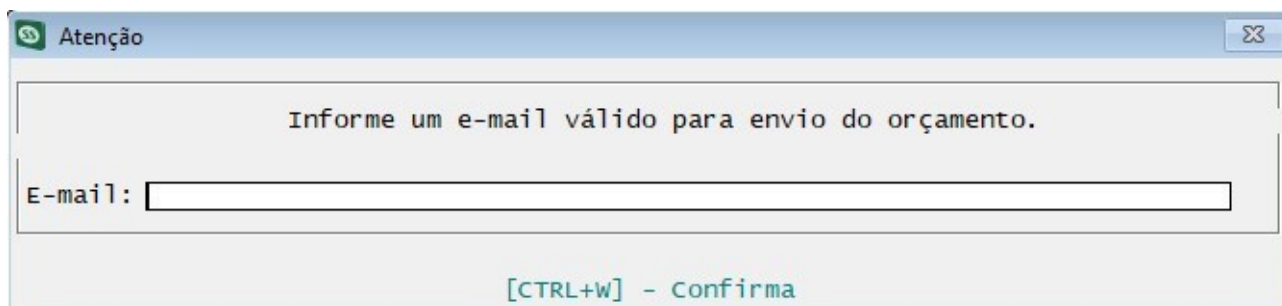 Atenção
Informe um e-mail válido para envio do orçamento.
E-mail:
[CTRL+W] - Confirma